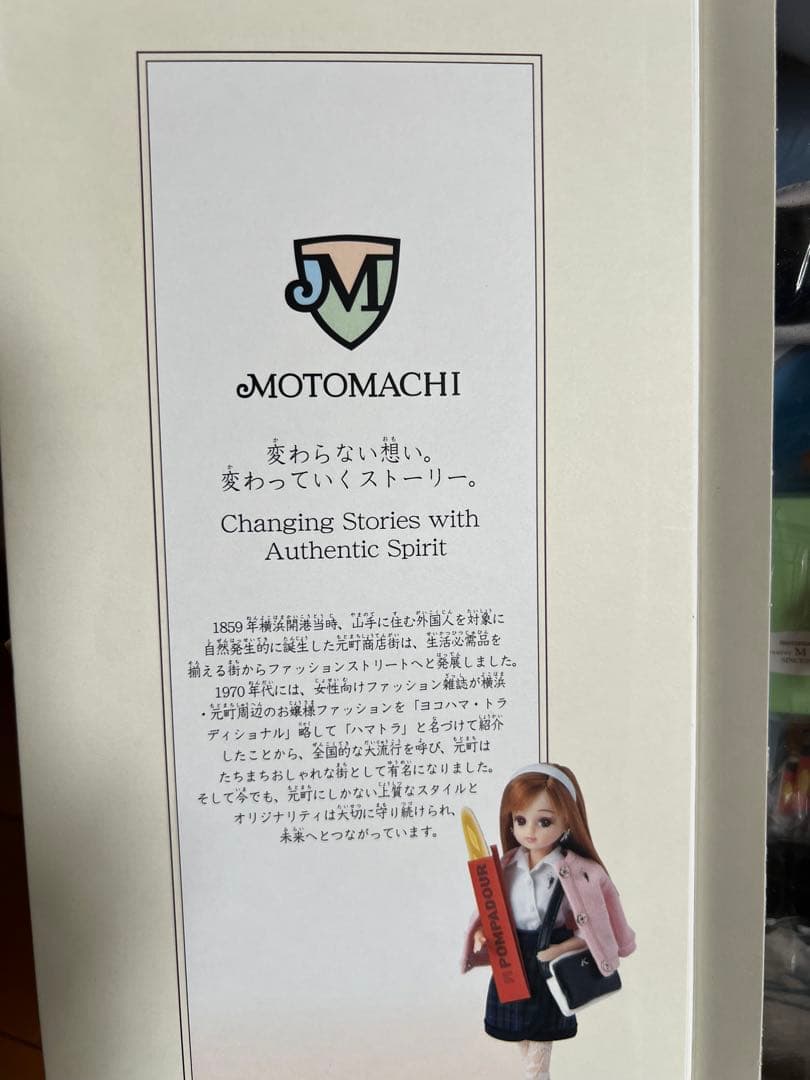 JM
MOTOMACHI
変わらない想い。
変わっていくストーリー。
Changing Stories with
Authentic Spirit
1859年横浜開港当時、山手に住む外国人を対象に
自然発生的に誕生した元町商店街は、生活必需品を
揃える街からファッションストリートへと発展しました。
1970年代には、女性向けファッション雑誌が横浜
・元町周辺のお嬢様ファッションを「ヨコハマ・トラ
ディショナル」略して「ハマトラ」と名づけて紹介
したことから、全国的な大流行を呼び、元町は
たちまちおしゃれな街として有名になりました。
そして今でも、元町にしかない上質なスタイルと
オリジナリティは大切に守り続けられ、
未来へとつながっています。
POMPADOUR
K